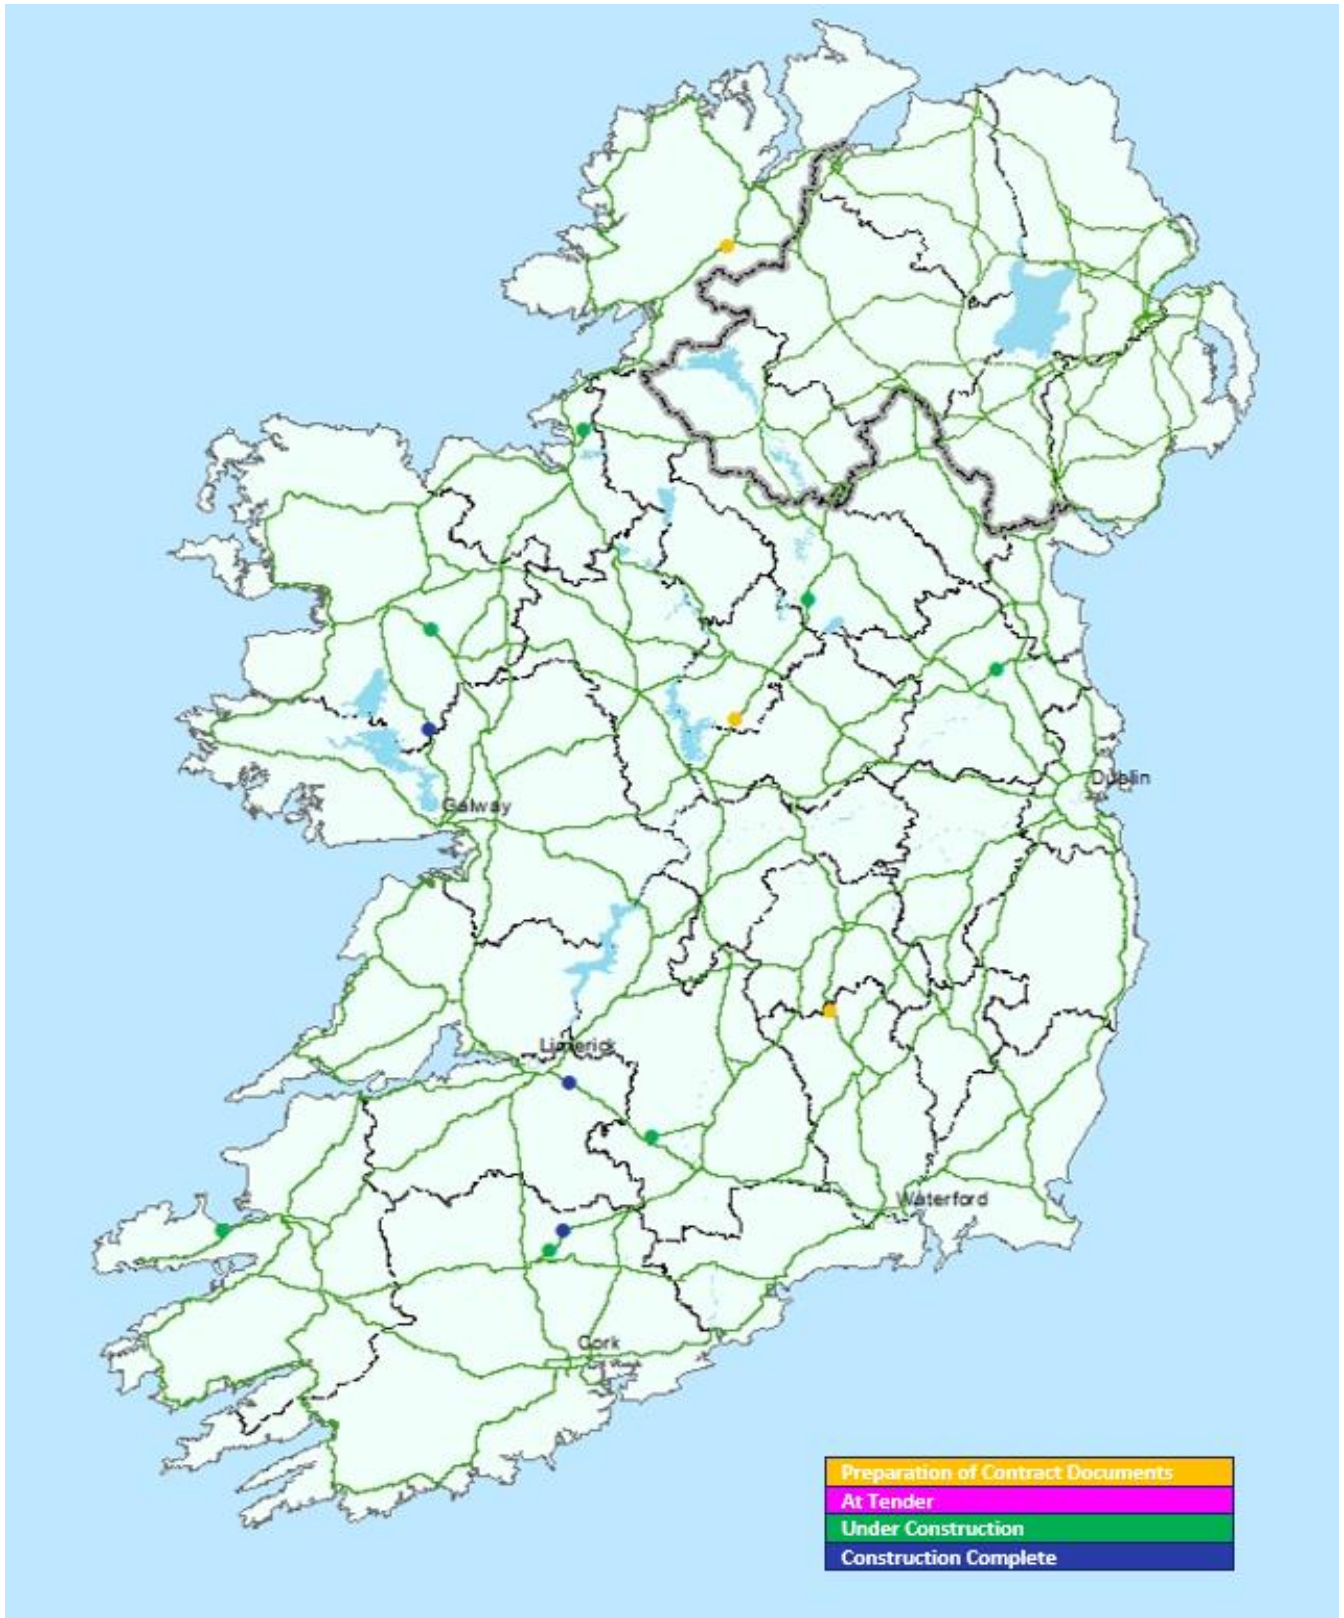 Dublin
Galway
Limerick
Waterford
Cork
Preparation of Contract Documents
At Tender
Under Construction
Construction Complete